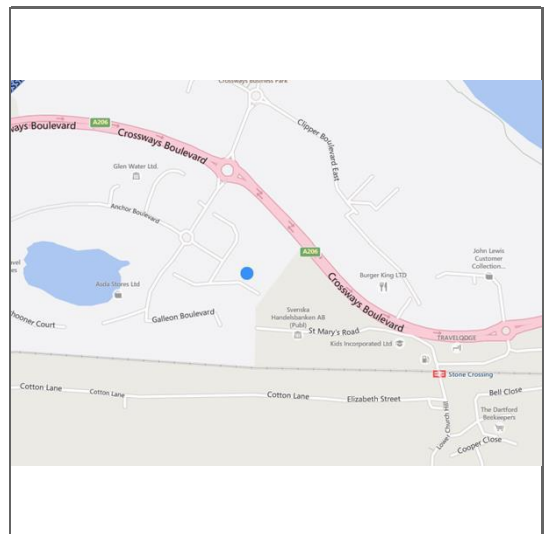 Crossways Business Park
ways Boulevard
A206
Crossways Boulevard
Clipper Boulevard East
Glen Water Ltd.
Anchor Boulevard
A206
John Lewis
Customer
Collection...
Asda Stores Ltd
Burger King LTD
Crossways Boulevard
Galleon Boulevard
Svenska
Handelsbanken AB
(Publ)
hooner Court
St Mary's Road
Kids Incorporated Ltd
TRAVELODGE
Stone Crossing
Cotton Lane
Cotton Lane
Cotton Lane
Elizabeth Street
Bell Close
Lower Church Hill
The Dartford
Beekeepers
Cooper Close